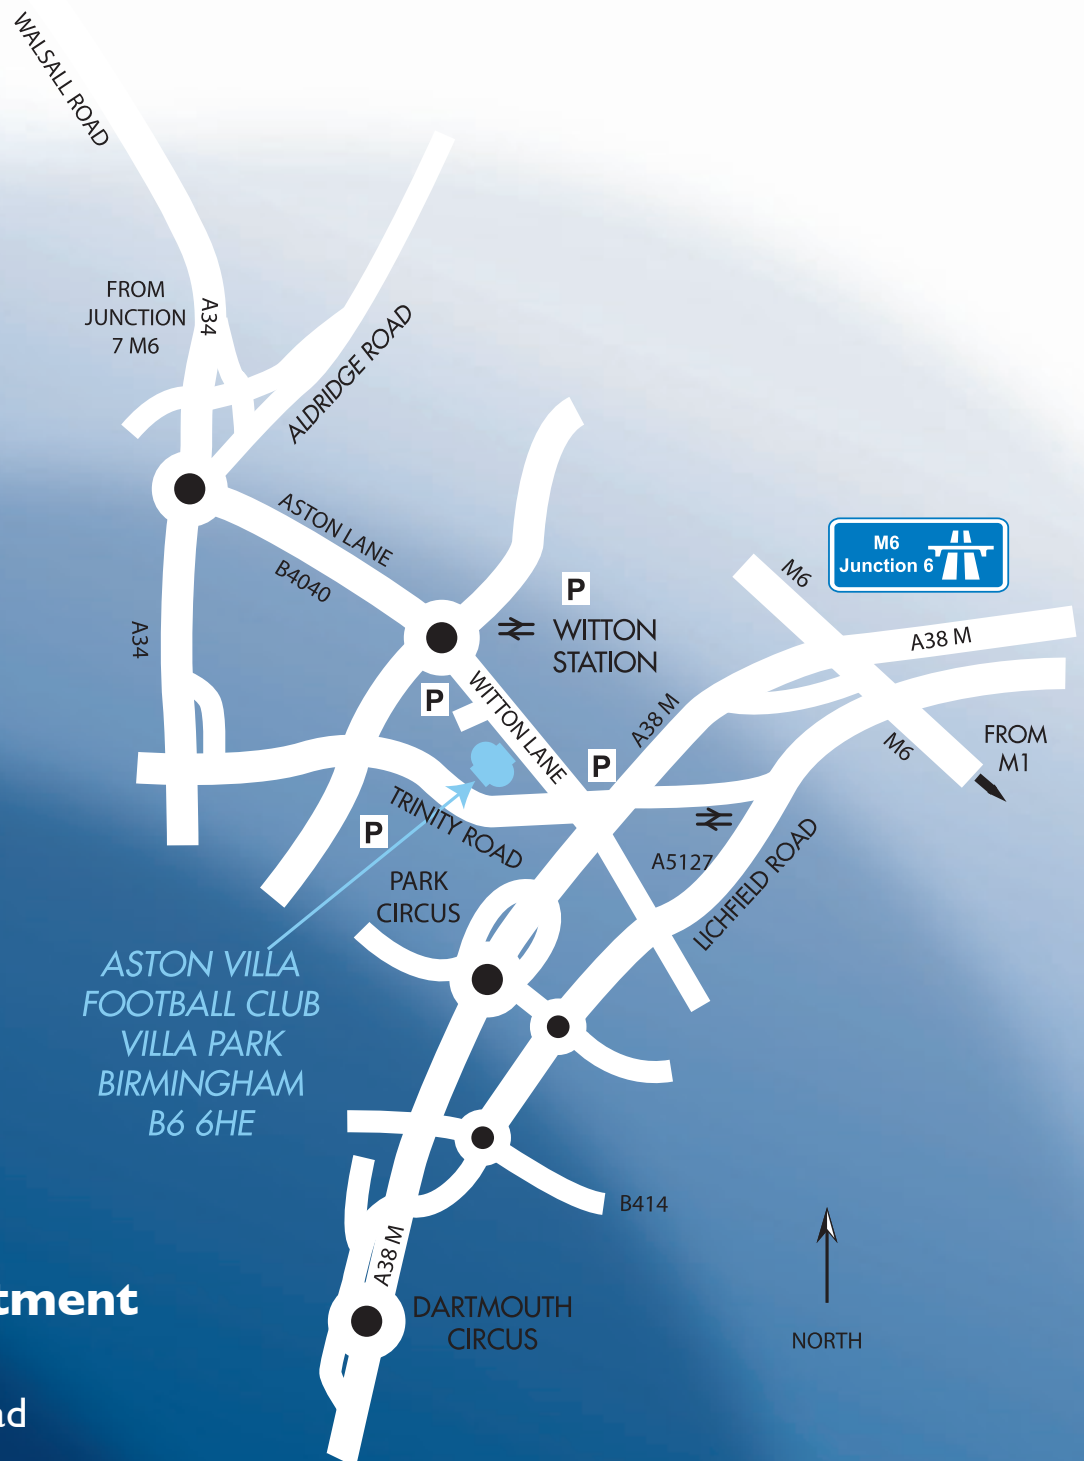 WALSALL ROAD
FROM
JUNCTION
7 M6
A34
ALDRIDGE ROAD
ASTON LANE
B4040
A34
P
WITTON
STATION
M6
Junction 6
M6
A38 M
A38 M
M6
FROM
M1
P
WITTON LANE
P
TRINITY ROAD
P
A5127
LICHFIELD ROAD
PARK
CIRCUS
ASTON VILLA
FOOTBALL CLUB
VILLA PARK
BIRMINGHAM
B6 6HE
B414
A38 M
DARTMOUTH
CIRCUS
NORTH
tment
ad